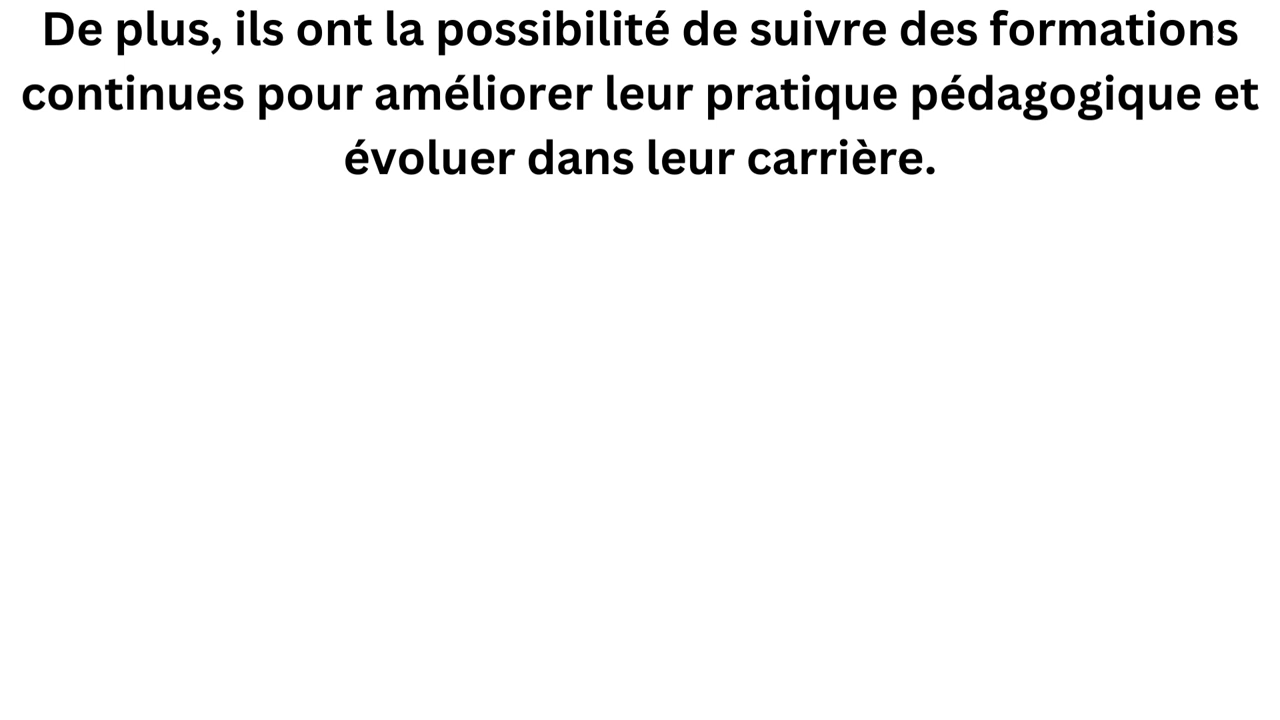 De plus, ils ont la possibilité de suivre des formations
continues pour améliorer leur pratique pédagogique et
évoluer dans leur carrière.